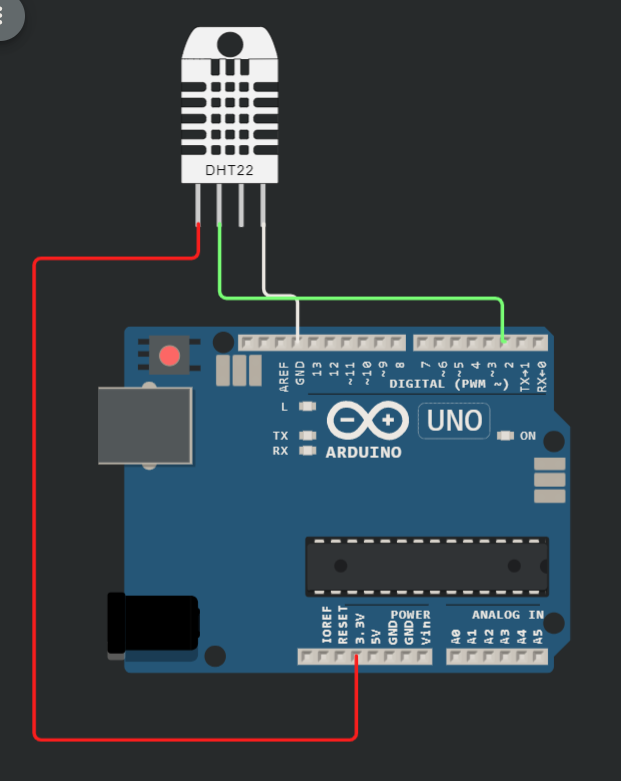 DHT22
AREF
GND
13
12
~11
~10
~9
8
7
~6
~5
4
~3
2
TX→1
RX←0
DIGITAL (PWM ~)
L
TX
RX
UNO
ON
ARDUINO
IOREF
RESET
3.3V
5V
GND
GND
Vin
POWER
ANALOG IN
A0
A1
A2
A3
A4
A5